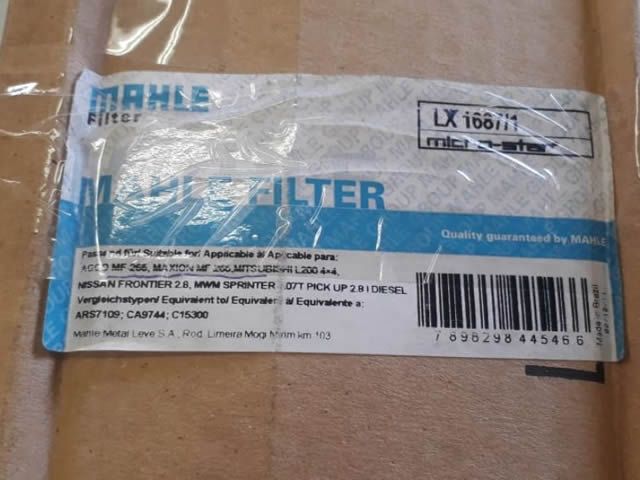 MAHLE
Filter
LX 1687/1
micro-star
MAHLE FILTER
Quality guaranteed by MAHLE
Passend für/ Suitable for/ Applicable à/ Aplicable para:
AGCO MF 265, MAXION MF 265, MITSUBISHI L200 4x4,
NISSAN FRONTIER 2.8, MWM SPRINTER 4.07T PICK UP 2.8 I DIESEL
Vergleichstypen/ Equivalent to/ Equivalent à/ Equivalente a:
ARS7109; CA9744; C15300
Mahle Metal Leve S.A., Rod. Limeira Mogi Mirim km 103
7 898298 445466
Made in Brazil